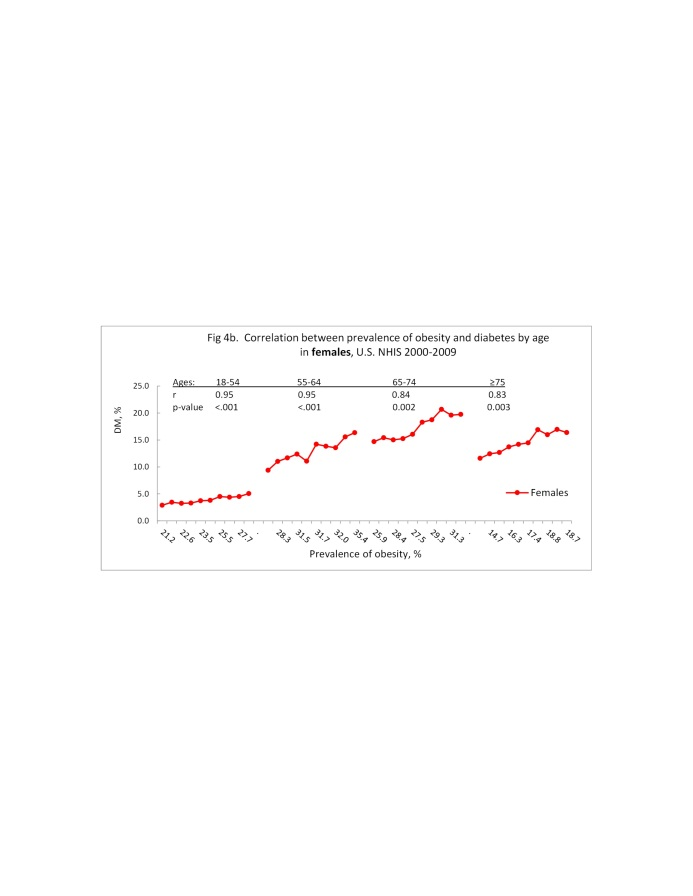 Fig 4b. Correlation between prevalence of obesity and diabetes by age
in females, U.S. NHIS 2000-2009
Ages: 18-54 55-64 65-74 ≥75
r 0.95 0.95 0.84 0.83
p-value <.001 <.001 0.002 0.003
DM, %
25.0
20.0
15.0
10.0
5.0
0.0
Females
21.2 22.6 23.5 25.5 27.7 . 28.3 31.5 31.7 32.0 35.4 25.9 28.4 27.5 29.3 31.3 . 14.7 16.3 17.4 18.8 18.7
Prevalence of obesity, %